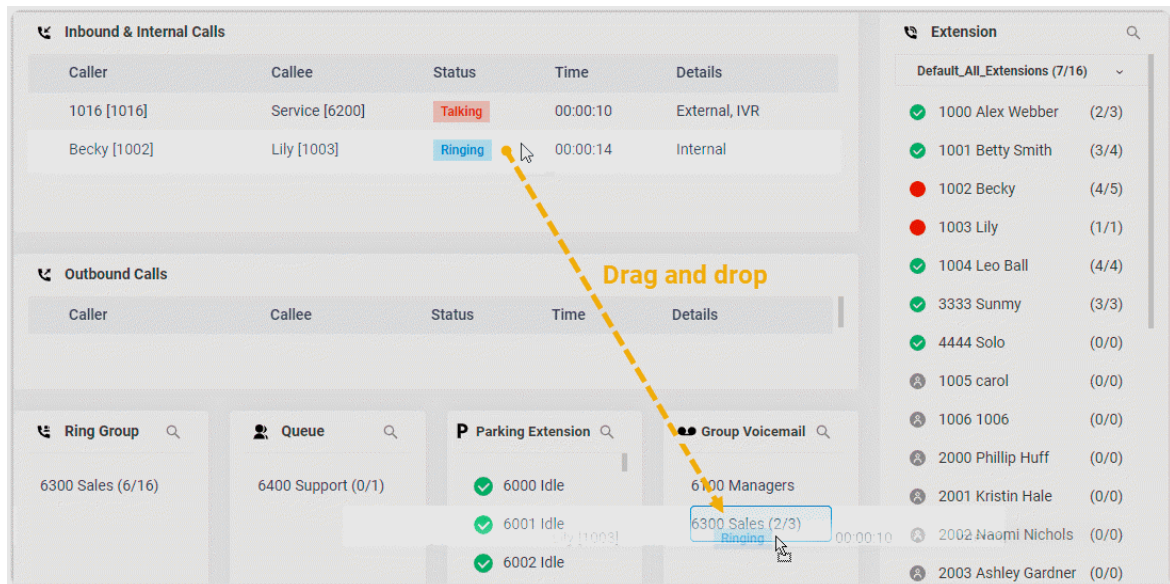 Inbound & Internal Calls
Caller Callee Status Time Details
1016 [1016] Service [6200] Talking 00:00:10 External, IVR
Becky [1002] Lily [1003] Ringing 00:00:14 Internal
Outbound Calls
Drag and drop
Caller Callee Status Time Details
Ring Group
6300 Sales (6/16)
Queue
6400 Support (0/1)
Parking Extension
6000 Idle
6001 Idle
6002 Idle
Group Voicemail
6100 Managers
6300 Sales (2/3)
Lily [1003] Ringing 00:00:10
Extension
Default_All_Extensions (7/16)
1000 Alex Webber (2/3)
1001 Betty Smith (3/4)
1002 Becky (4/5)
1003 Lily (1/1)
1004 Leo Ball (4/4)
3333 Sunmy (3/3)
4444 Solo (0/0)
1005 carol (0/0)
1006 1006 (0/0)
2000 Phillip Huff (0/0)
2001 Kristin Hale (0/0)
2002 Naomi Nichols (0/0)
2003 Ashley Gardner (0/0)